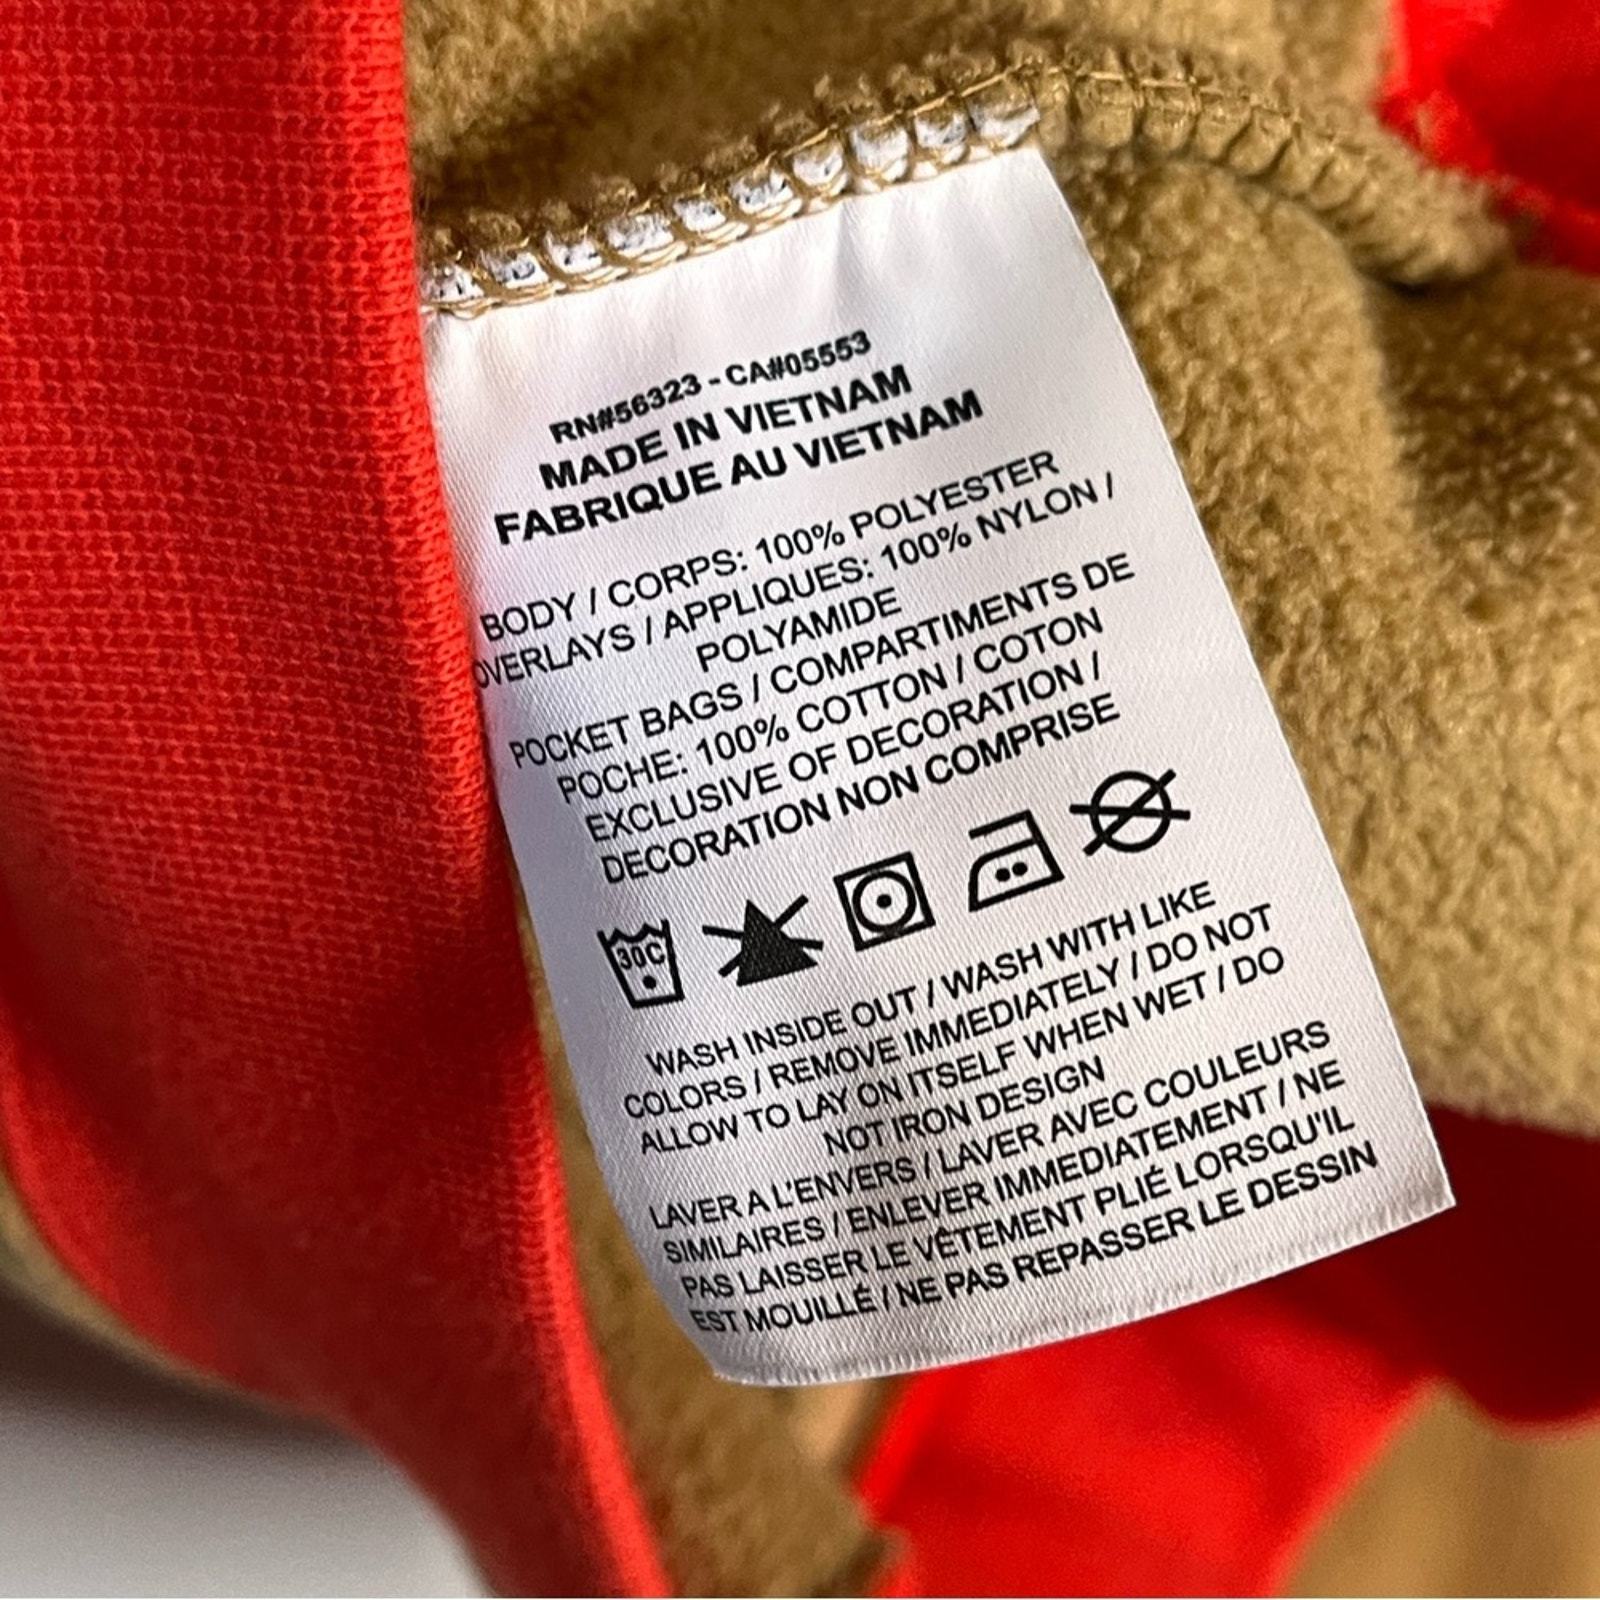 RN#56323 - CA#05553
MADE IN VIETNAM
FABRIQUE AU VIETNAM
BODY / CORPS: 100% POLYESTER
OVERLAYS / APPLIQUES: 100% NYLON /
POLYAMIDE
POCKET BAGS / COMPARTIMENTS DE
POCHE: 100% COTTON / COTON
EXCLUSIVE OF DECORATION /
DECORATION NON COMPRISE
30C
WASH INSIDE OUT / WASH WITH LIKE
COLORS / REMOVE IMMEDIATELY / DO NOT
ALLOW TO LAY ON ITSELF WHEN WET / DO
NOT IRON DESIGN
LAVER A L'ENVERS / LAVER AVEC COULEURS
SIMILAIRES / ENLEVER IMMEDIATEMENT / NE
PAS LAISSER LE VÊTEMENT PLIÉ LORSQU'IL
EST MOUILLÉ / NE PAS REPASSER LE DESSIN